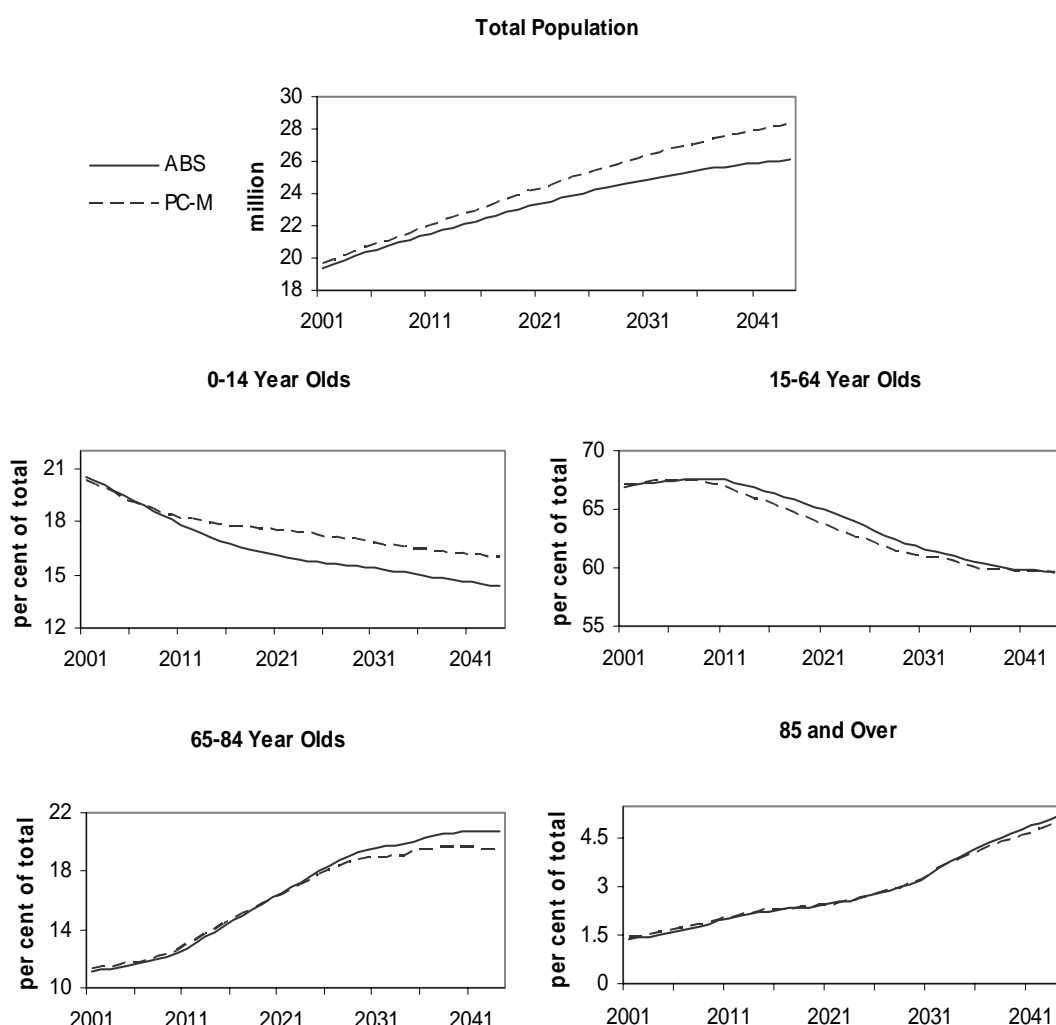 Total Population
ABS
PC-M
million
30
28
26
24
22
20
18
2001 2011 2021 2031 2041
0-14 Year Olds
per cent of total
21
18
15
12
2001 2011 2021 2031 2041
15-64 Year Olds
per cent of total
70
65
60
55
2001 2011 2021 2031 2041
65-84 Year Olds
per cent of total
22
18
14
10
2001 2011 2021 2031 2041
85 and Over
per cent of total
4.5
3
1.5
0
2001 2011 2021 2031 2041